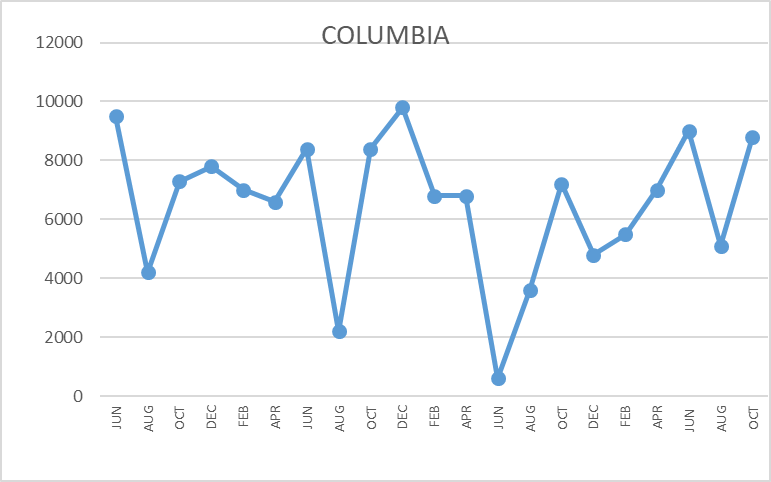 COLUMBIA
12000
10000
8000
6000
4000
2000
0
JUN
AUG
OCT
DEC
FEB
APR
JUN
AUG
OCT
DEC
FEB
APR
JUN
AUG
OCT
DEC
FEB
APR
JUN
AUG
OCT